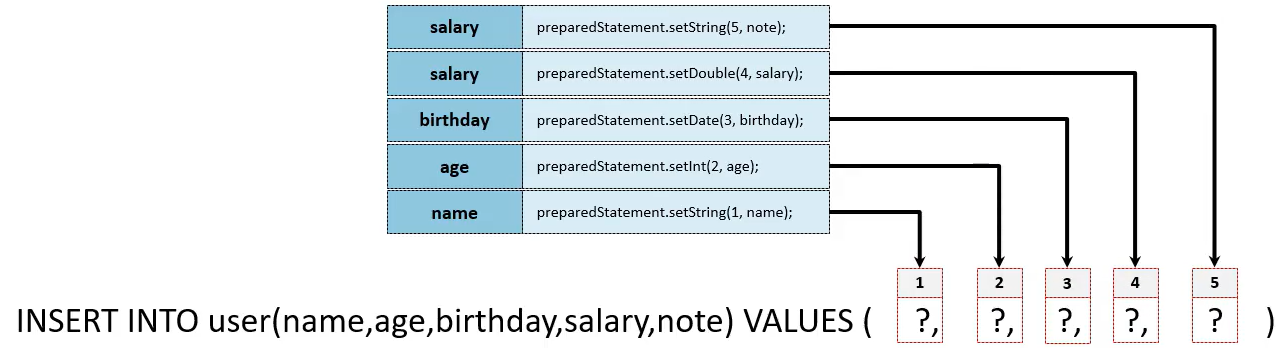 salary preparedStatement.setString(5, note);
salary preparedStatement.setDouble(4, salary);
birthday preparedStatement.setDate(3, birthday);
age preparedStatement.setInt(2, age);
name preparedStatement.setString(1, name);
1 2 3 4 5
INSERT INTO user(name,age,birthday,salary,note) VALUES ( ?, ?, ?, ?, ? )